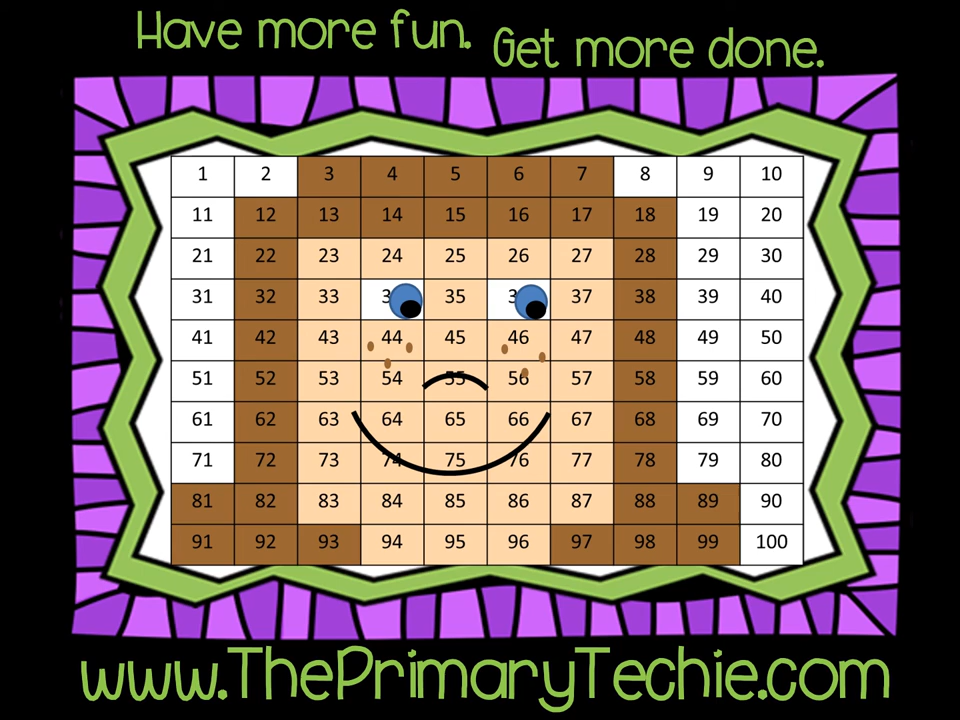 Have more fun. Get more done.
1 2 3 4 5 6 7 8 9 10
11 12 13 14 15 16 17 18 19 20
21 22 23 24 25 26 27 28 29 30
31 32 33 3 35 3 37 38 39 40
41 42 43 44 45 46 47 48 49 50
51 52 53 54 55 56 57 58 59 60
61 62 63 64 65 66 67 68 69 70
71 72 73 74 75 76 77 78 79 80
81 82 83 84 85 86 87 88 89 90
91 92 93 94 95 96 97 98 99 100
www.ThePrimaryTechie.com